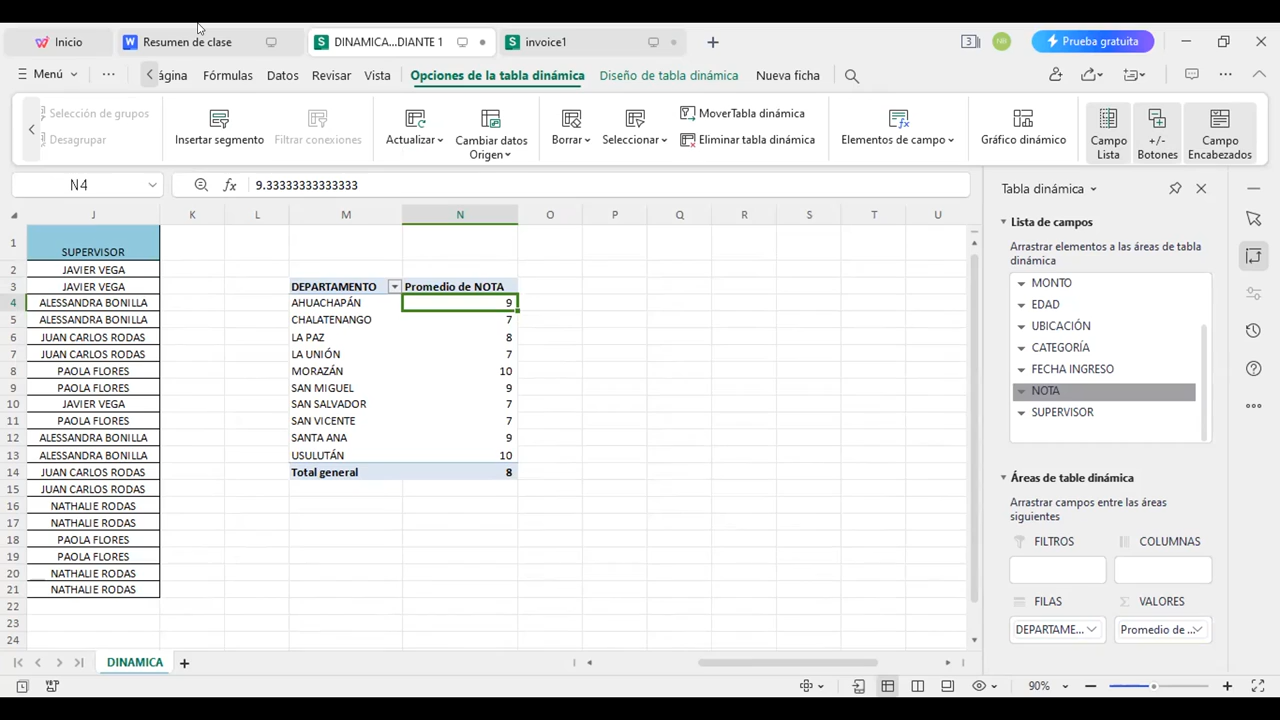 Inicio
Resumen de clase
DINAMICA...DIANTE 1
invoice1
3
NR
Prueba gratuita
Menú
ágina
Fórmulas
Datos
Revisar
Vista
Opciones de la tabla dinámica
Diseño de tabla dinámica
Nueva ficha
Selección de grupos
Desagrupar
Insertar segmento
Filtrar conexiones
Actualizar
Cambiar datos
Origen
Borrar
Seleccionar
MoverTabla dinámica
Eliminar tabla dinámica
Elementos de campo
Gráfico dinámico
Campo
Lista
+/-
Botones
Campo
Encabezados
N4
fx
9.33333333333333
J K L M N O P Q R S T U
1 SUPERVISOR
2 JAVIER VEGA
3 JAVIER VEGA DEPARTAMENTO Promedio de NOTA
4 ALESSANDRA BONILLA AHUACHAPÁN 9
5 ALESSANDRA BONILLA CHALATENANGO 7
6 JUAN CARLOS RODAS LA PAZ 8
7 JUAN CARLOS RODAS LA UNIÓN 7
8 PAOLA FLORES MORAZÁN 10
9 PAOLA FLORES SAN MIGUEL 9
10 JAVIER VEGA SAN SALVADOR 7
11 PAOLA FLORES SAN VICENTE 7
12 ALESSANDRA BONILLA SANTA ANA 9
13 ALESSANDRA BONILLA USULUTÁN 10
14 JUAN CARLOS RODAS Total general 8
15 JUAN CARLOS RODAS
16 NATHALIE RODAS
17 NATHALIE RODAS
18 PAOLA FLORES
19 PAOLA FLORES
20 NATHALIE RODAS
21 NATHALIE RODAS
22
23
24
Tabla dinámica
Lista de campos
Arrastrar elementos a las áreas de tabla
dinámica
MONTO
EDAD
UBICACIÓN
CATEGORÍA
FECHA INGRESO
NOTA
SUPERVISOR
Áreas de table dinámica
Arrastrar campos entre las áreas
siguientes
FILTROS
COLUMNAS
FILAS
VALORES
DEPARTAME...
Promedio de ...
DINAMICA
90%